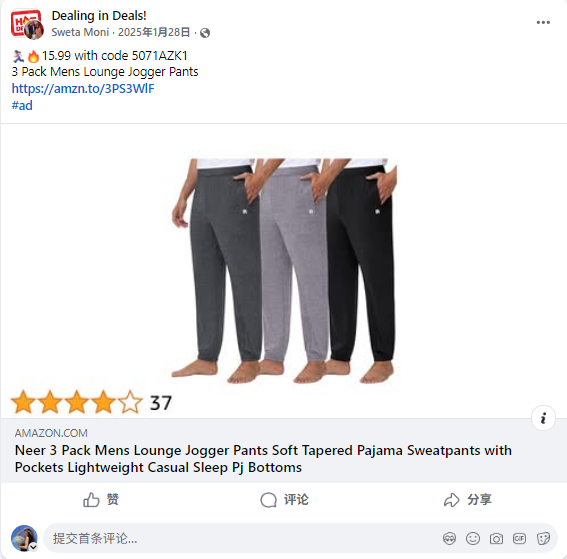 Dealing in Deals!
Sweta Moni · 2025年1月28日 ·
15.99 with code 5071AZK1
3 Pack Mens Lounge Jogger Pants
https://amzn.to/3PS3WlF
#ad
37
AMAZON.COM
Neer 3 Pack Mens Lounge Jogger Pants Soft Tapered Pajama Sweatpants with
Pockets Lightweight Casual Sleep Pj Bottoms
赞 评论 分享
提交首条评论...
GIF